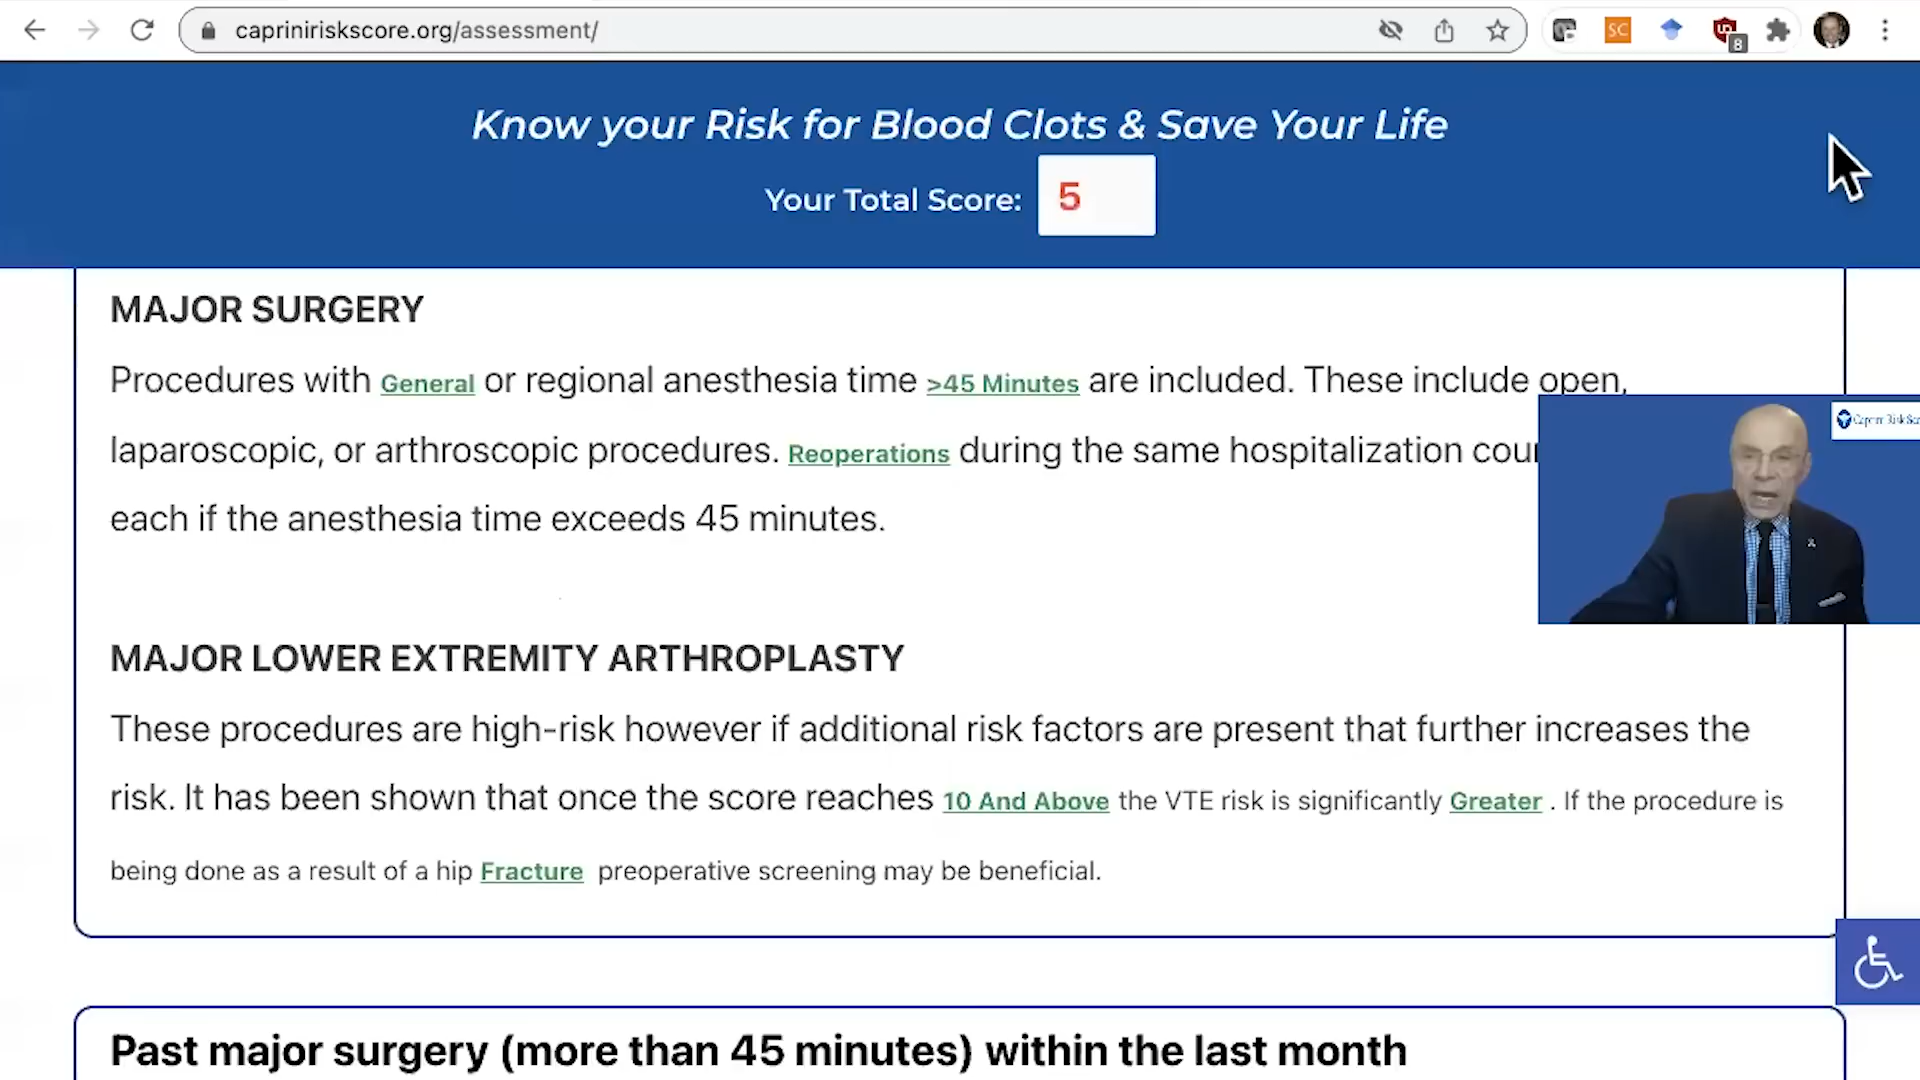 capriniriskscore.org/assessment/
SC
8
Know your Risk for Blood Clots & Save Your Life
Your Total Score: 5
MAJOR SURGERY
Procedures with General or regional anesthesia time >45 Minutes are included. These include open,
laparoscopic, or arthroscopic procedures. Reoperations during the same hospitalization
each if the anesthesia time exceeds 45 minutes.
Caprini Risk
MAJOR LOWER EXTREMITY ARTHROPLASTY
These procedures are high-risk however if additional risk factors are present that further increases the
risk. It has been shown that once the score reaches 10 And Above the VTE risk is significantly Greater . If the procedure is
being done as a result of a hip Fracture preoperative screening may be beneficial.
Past major surgery (more than 45 minutes) within the last month